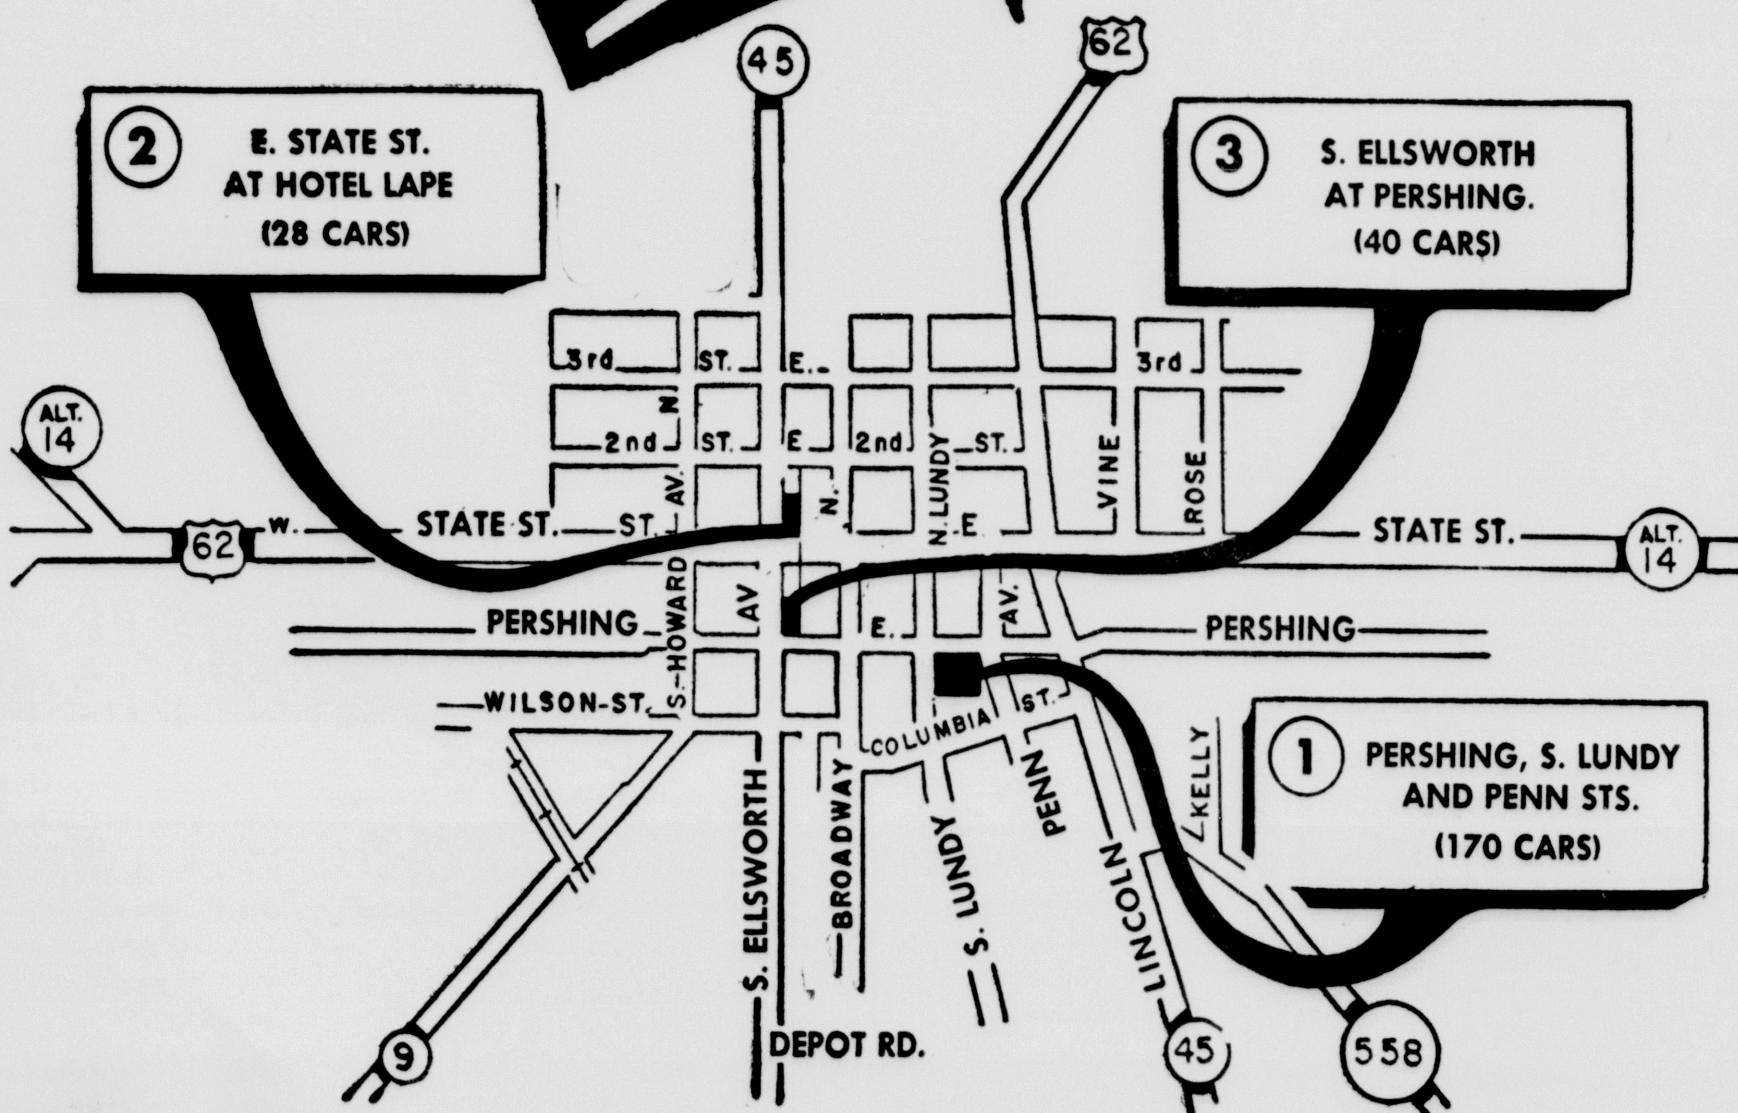 45
62
2
E. STATE ST.
AT HOTEL LAPE
(28 CARS)
3
S. ELLSWORTH
AT PERSHING.
(40 CARS)
3rd ST. E. 3rd
ALT.
14
N
2nd ST. E 2nd ST.
AV.
N.
N. LUNDY
VINE
ROSE
62
W. STATE ST. ST. E. STATE ST.
ALT.
14
S. HOWARD
AV
AV.
PERSHING E. PERSHING
WILSON-ST.
COLUMBIA ST.
S. ELLSWORTH
BROADWAY
S. LUNDY
PENN
LINCOLN
KELLY
1
PERSHING, S. LUNDY
AND PENN STS.
(170 CARS)
9
DEPOT RD.
45
558